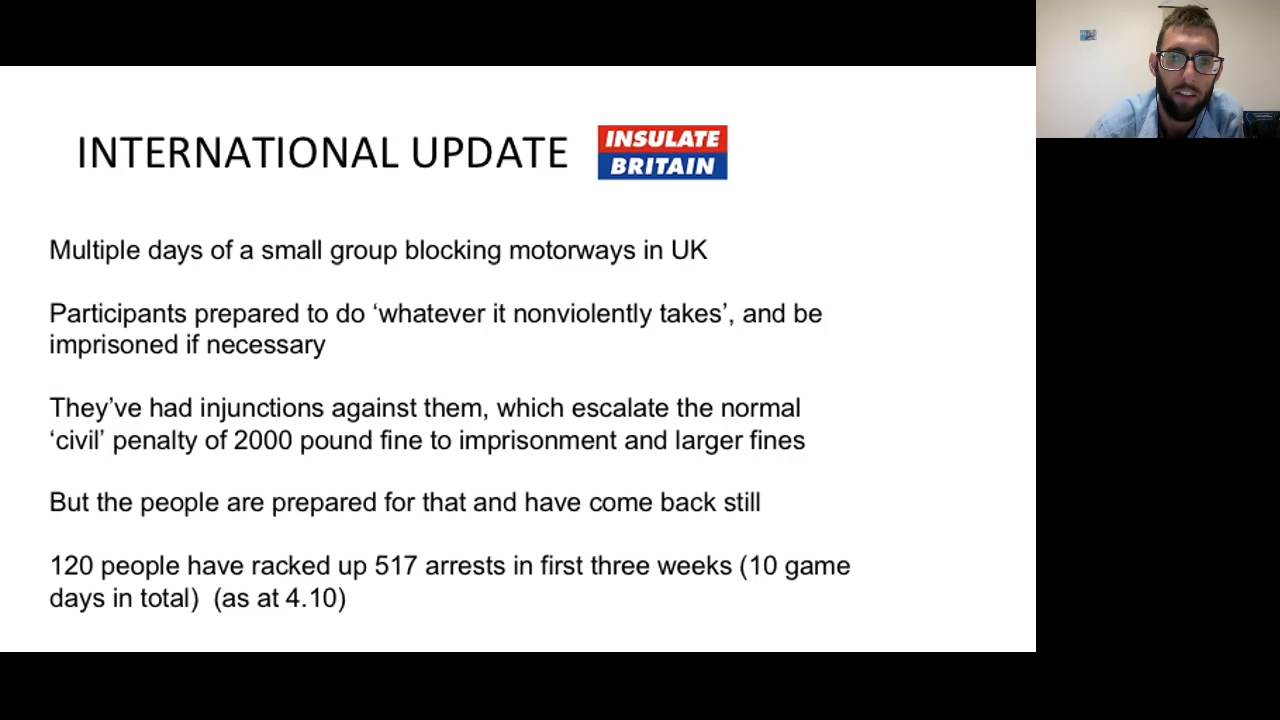 INTERNATIONAL UPDATE
INSULATE
BRITAIN
Multiple days of a small group blocking motorways in UK
Participants prepared to do ‘whatever it nonviolently takes’, and be
imprisoned if necessary
They’ve had injunctions against them, which escalate the normal
‘civil’ penalty of 2000 pound fine to imprisonment and larger fines
But the people are prepared for that and have come back still
120 people have racked up 517 arrests in first three weeks (10 game
days in total)  (as at 4.10)